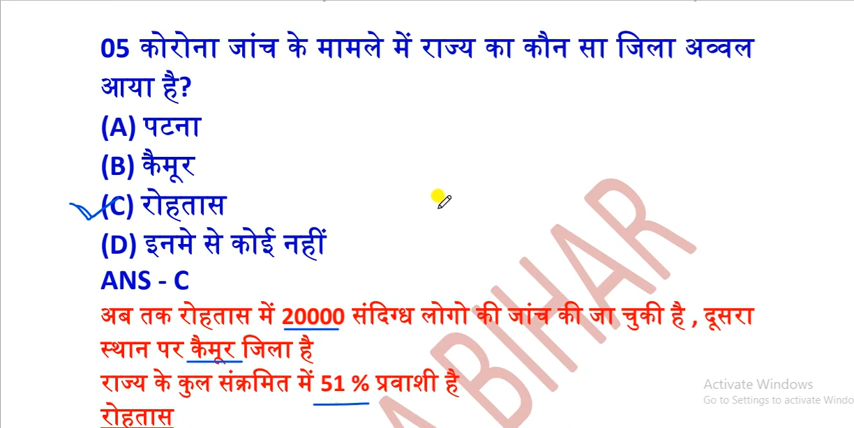 05 कोरोना जांच के मामले में राज्य का कौन सा जिला अव्वल
आया है?
(A) पटना
(B) कैमूर
(C) रोहतास
(D) इनमे से कोई नहीं
ANS - C
अब तक रोहतास में 20000 संदिग्ध लोगो की जांच की जा चुकी है , दूसरा
स्थान पर कैमूर जिला है
राज्य के कुल संक्रमित में 51 % प्रवाशी है
रोहतास
A BIHAR
Activate Windows
Go to Settings to activate Windo